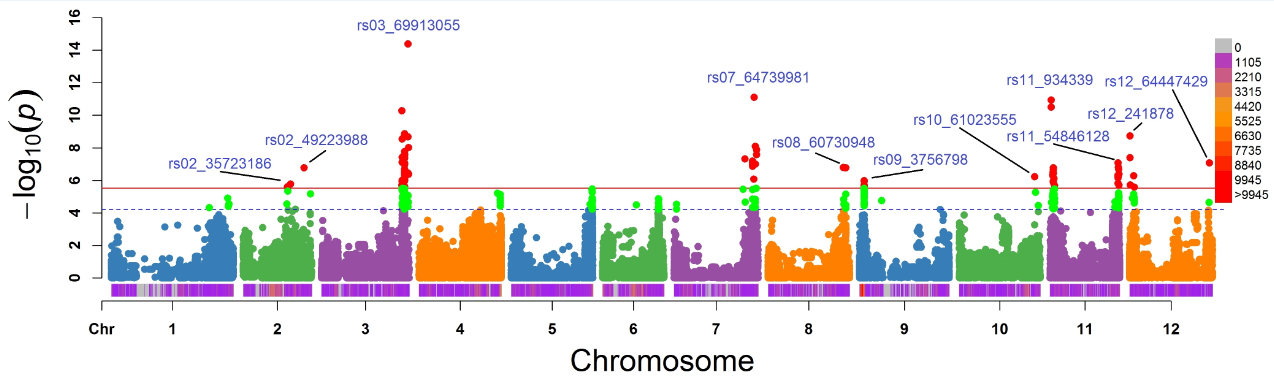 16
14
12
10
8
6
4
2
0
−log10(p)
rs03_69913055
rs07_64739981
rs11_934339
rs12_64447429
rs12_241878
rs10_61023555
rs11_54846128
rs02_49223988
rs08_60730948
rs02_35723186
rs09_3756798
0
1105
2210
3315
4420
5525
6630
7735
8840
9945
>9945
Chr 1 2 3 4 5 6 7 8 9 10 11 12
Chromosome